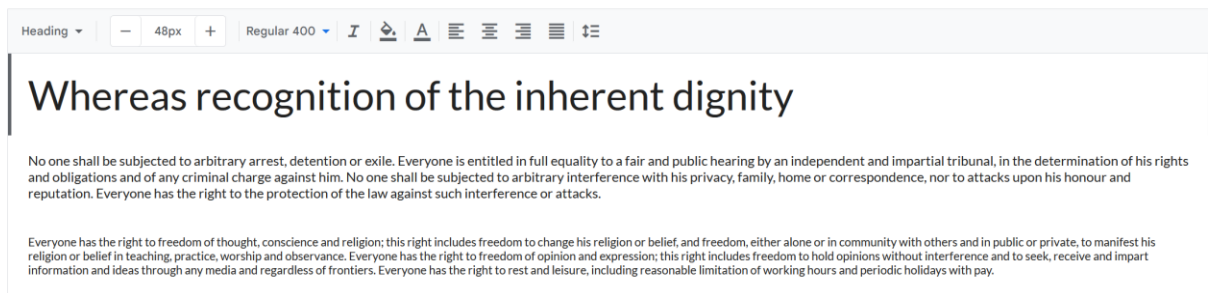 Heading 48px Regular 400
Whereas recognition of the inherent dignity
No one shall be subjected to arbitrary arrest, detention or exile. Everyone is entitled in full equality to a fair and public hearing by an independent and impartial tribunal, in the determination of his rights
and obligations and of any criminal charge against him. No one shall be subjected to arbitrary interference with his privacy, family, home or correspondence, nor to attacks upon his honour and
reputation. Everyone has the right to the protection of the law against such interference or attacks.
Everyone has the right to freedom of thought, conscience and religion; this right includes freedom to change his religion or belief, and freedom, either alone or in community with others and in public or private, to manifest his
religion or belief in teaching, practice, worship and observance. Everyone has the right to freedom of opinion and expression; this right includes freedom to hold opinions without interference and to seek, receive and impart
information and ideas through any media and regardless of frontiers. Everyone has the right to rest and leisure, including reasonable limitation of working hours and periodic holidays with pay.